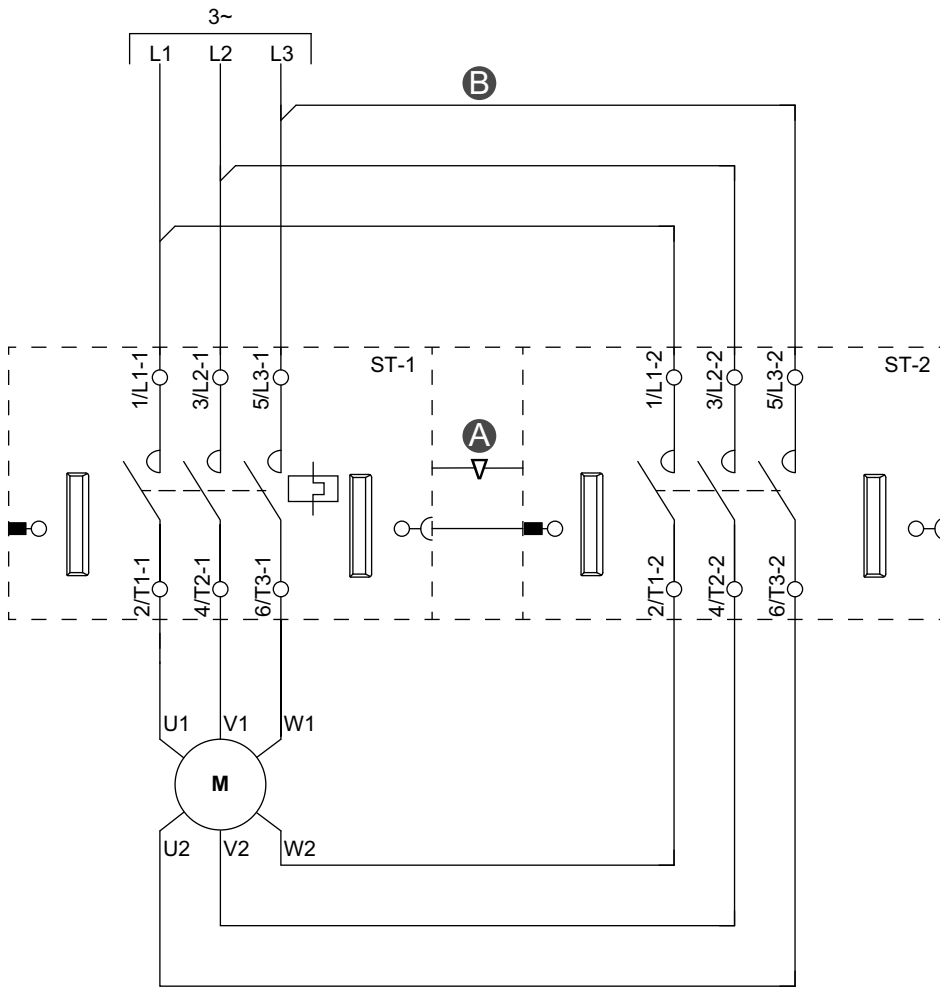 3~
L1 L2 L3
B
ST-1 ST-2
1/L1-1 3/L2-1 5/L3-1 1/L1-2 3/L2-2 5/L3-2
A
2/T1-1 4/T2-1 6/T3-1 2/T1-2 4/T2-2 6/T3-2
U1 V1 W1
M
U2 V2 W2